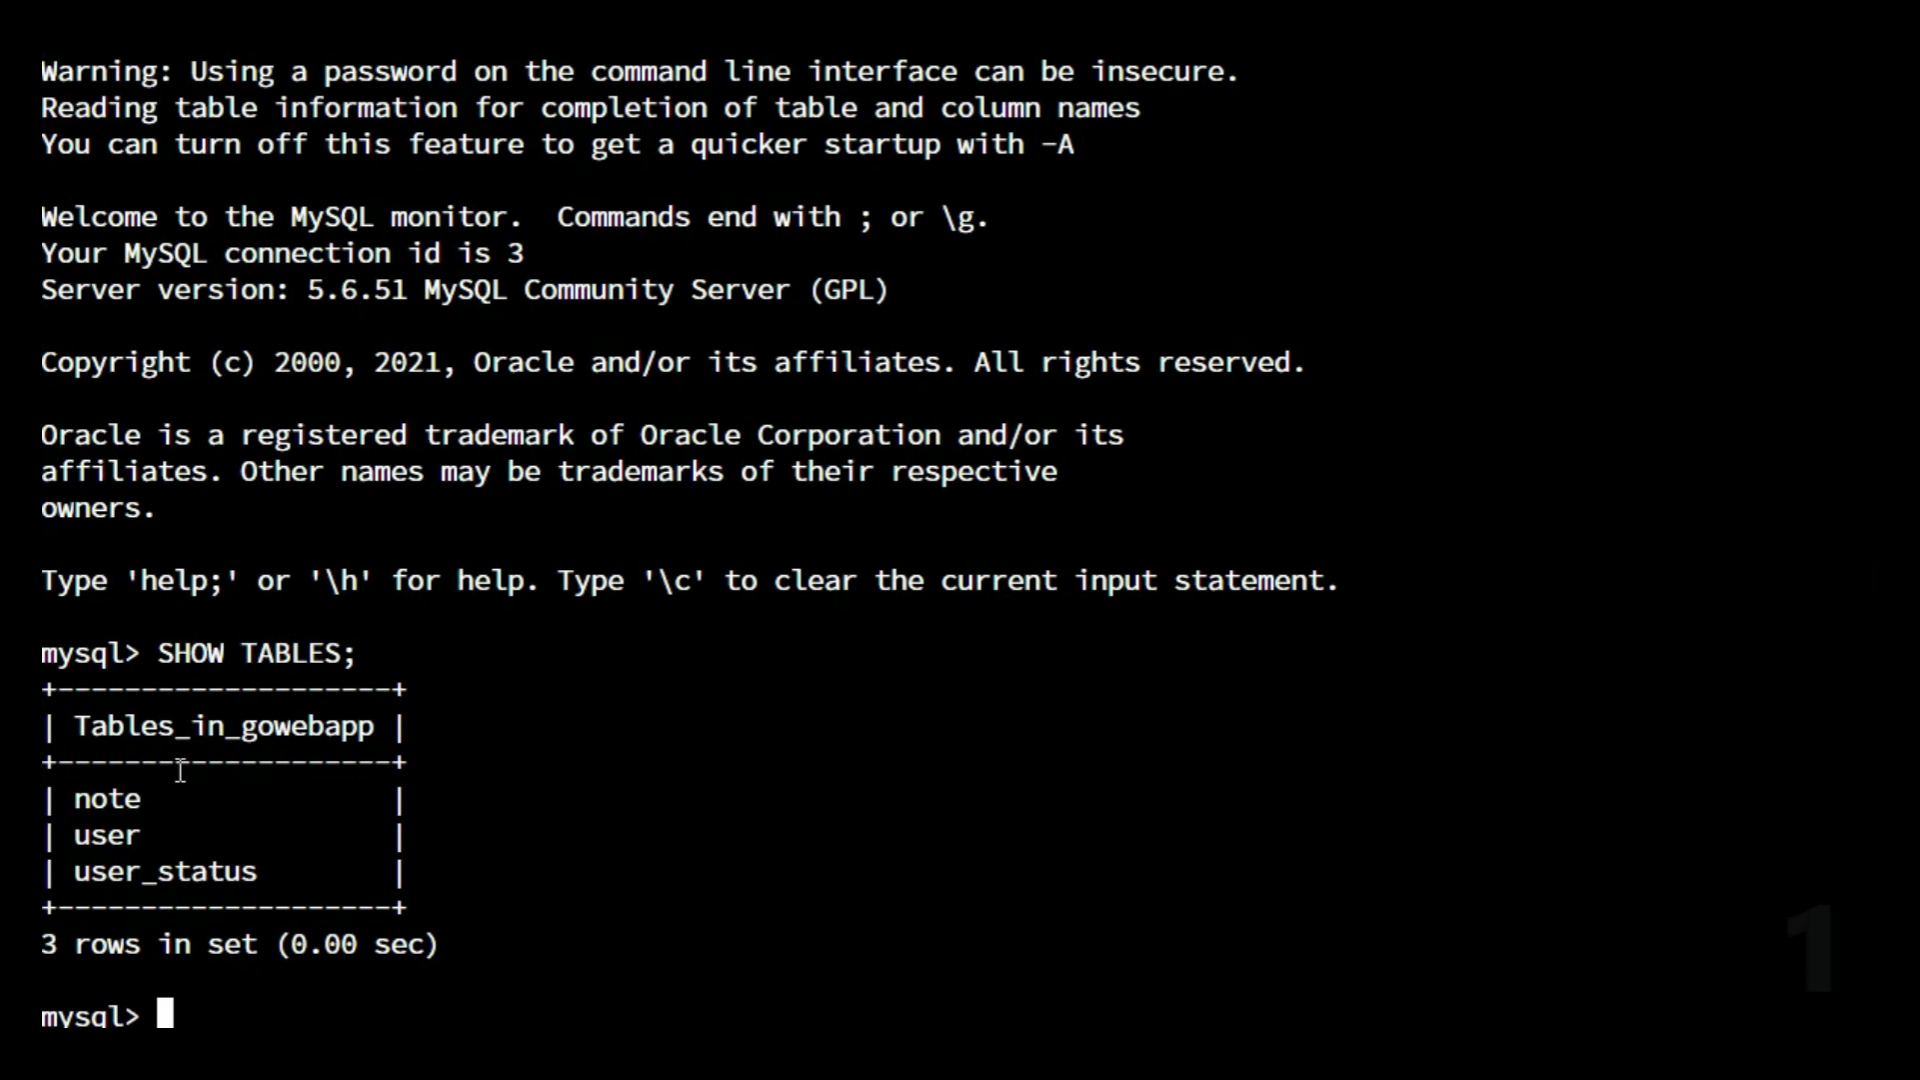 Warning: Using a password on the command line interface can be insecure.
Reading table information for completion of table and column names
You can turn off this feature to get a quicker startup with -A
Welcome to the MySQL monitor.  Commands end with ; or \g.
Your MySQL connection id is 3
Server version: 5.6.51 MySQL Community Server (GPL)
Copyright (c) 2000, 2021, Oracle and/or its affiliates. All rights reserved.
Oracle is a registered trademark of Oracle Corporation and/or its
affiliates. Other names may be trademarks of their respective
owners.
Type 'help;' or '\h' for help. Type '\c' to clear the current input statement.
mysql> SHOW TABLES;
+--------------------+
| Tables_in_gowebapp |
+--------------------+
| note               |
| user               |
| user_status        |
+--------------------+
3 rows in set (0.00 sec)
mysql>
1